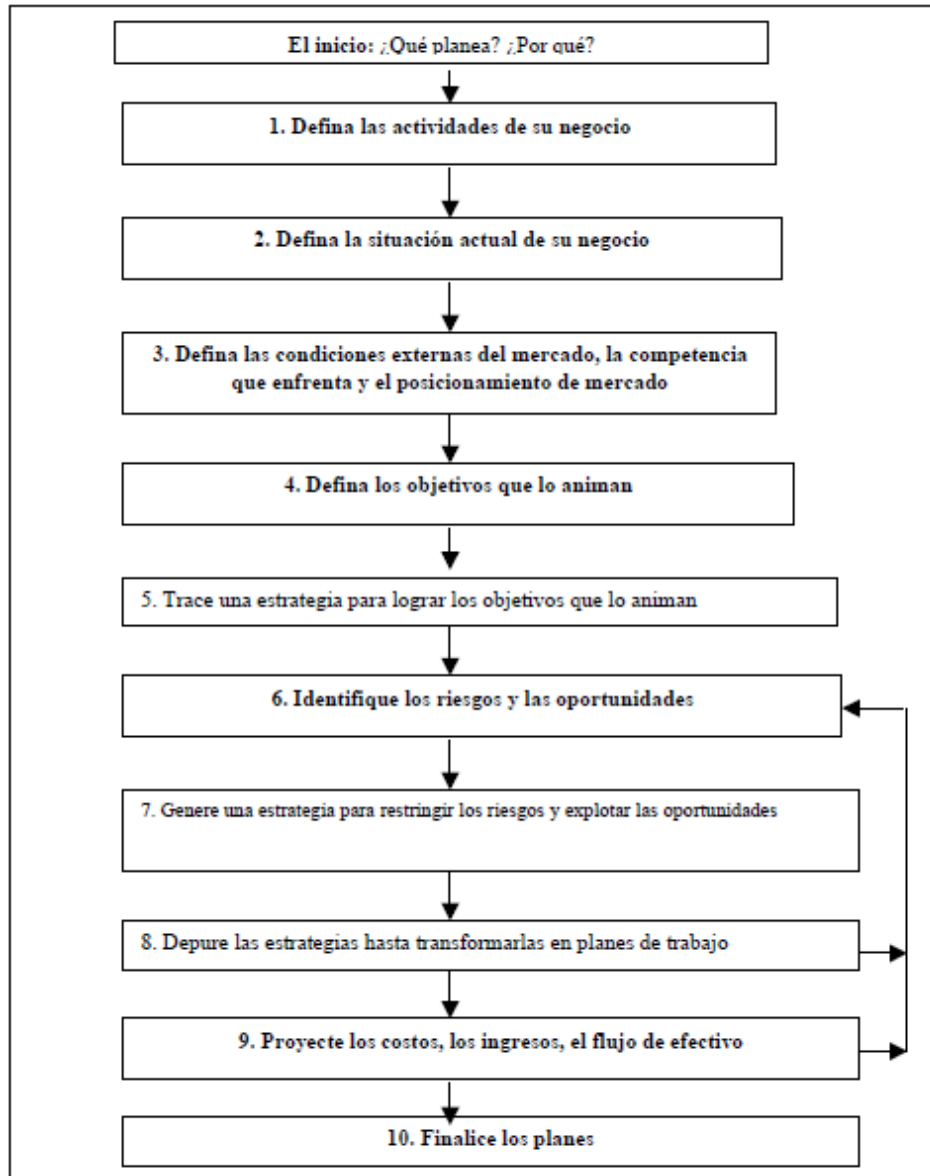 El inicio: ¿Qué planea? ¿Por qué?
1. Defina las actividades de su negocio
2. Defina la situación actual de su negocio
3. Defina las condiciones externas del mercado, la competencia
que enfrenta y el posicionamiento de mercado
4. Defina los objetivos que lo animan
5. Trace una estrategia para lograr los objetivos que lo animan
6. Identifique los riesgos y las oportunidades
7. Genere una estrategia para restringir los riesgos y explotar las oportunidades
8. Depure las estrategias hasta transformarlas en planes de trabajo
9. Proyecte los costos, los ingresos, el flujo de efectivo
10. Finalice los planes